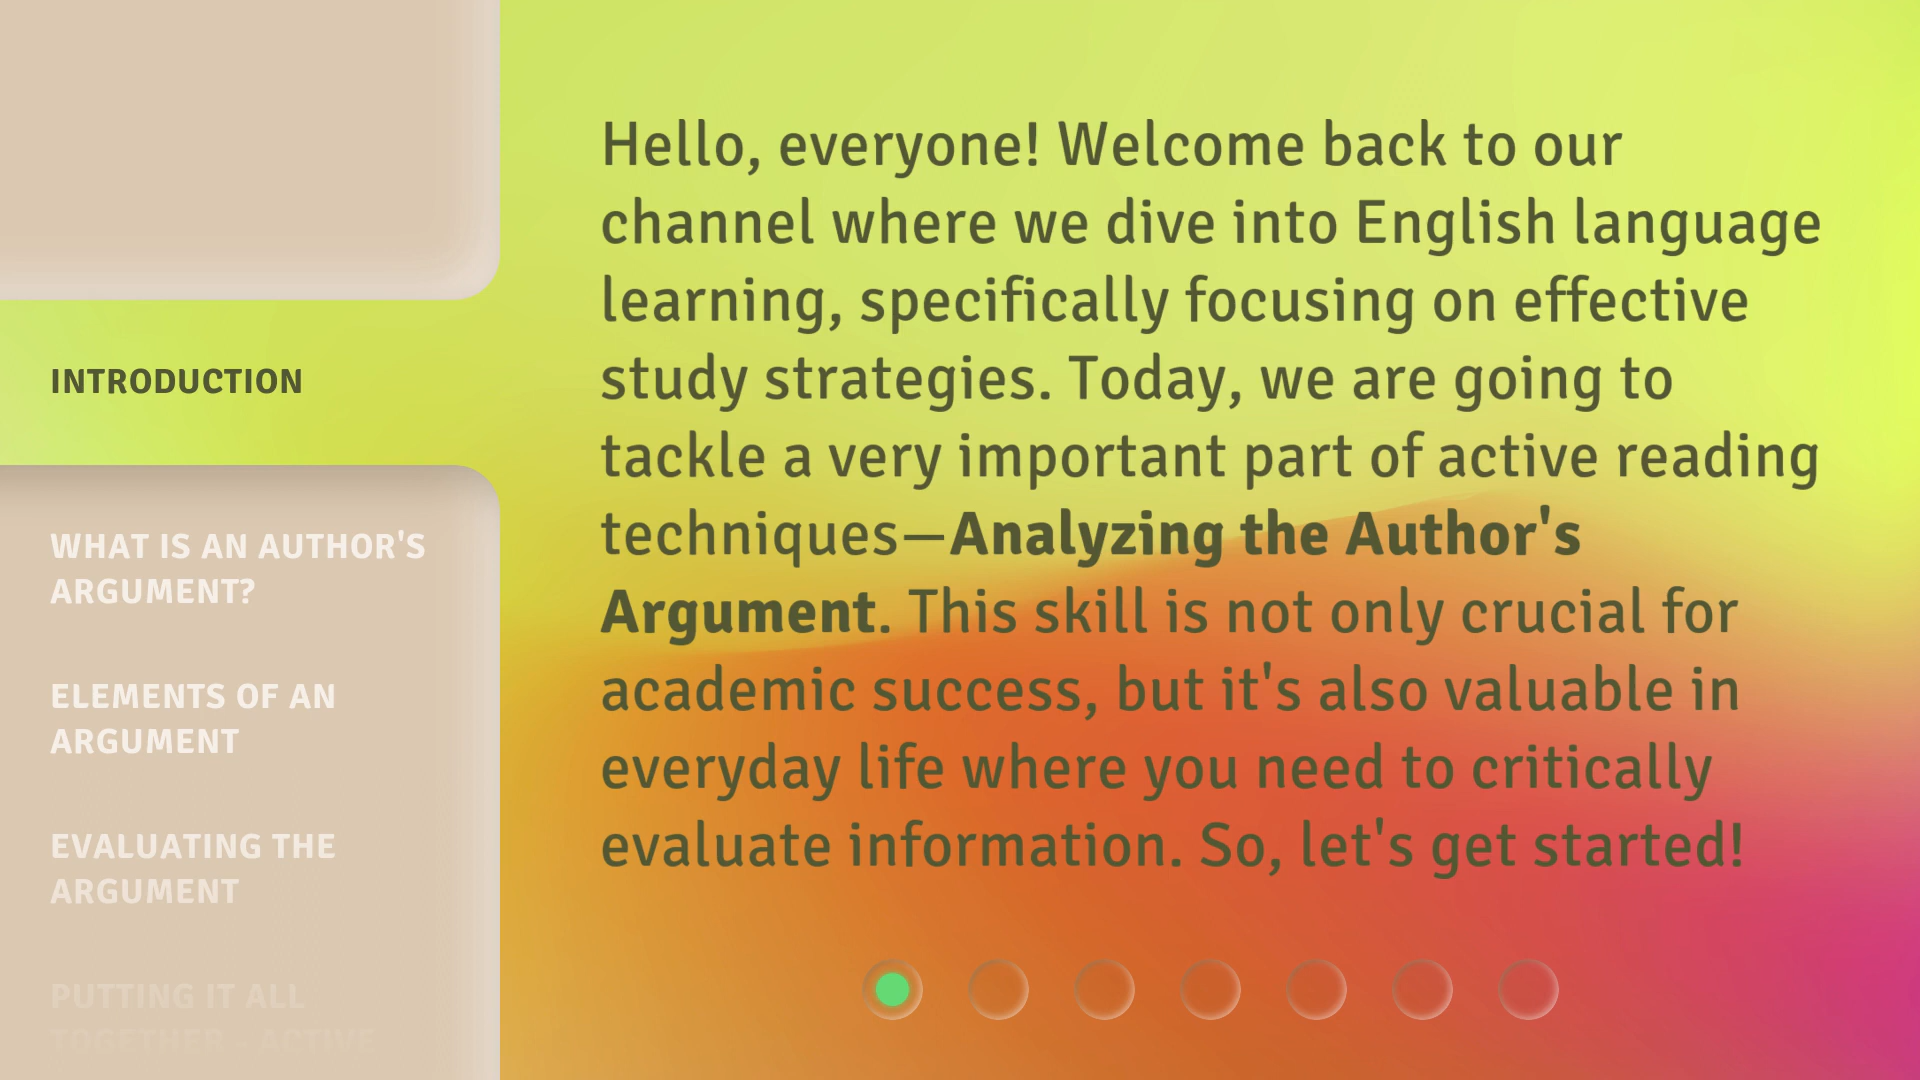 INTRODUCTION
WHAT IS AN AUTHOR'S
ARGUMENT?
ELEMENTS OF AN
ARGUMENT
EVALUATING THE
ARGUMENT
PUTTING IT ALL
TOGETHER - ACTIVE
Hello, everyone! Welcome back to our
channel where we dive into English language
learning, specifically focusing on effective
study strategies. Today, we are going to
tackle a very important part of active reading
techniques—Analyzing the Author's
Argument. This skill is not only crucial for
academic success, but it's also valuable in
everyday life where you need to critically
evaluate information. So, let's get started!